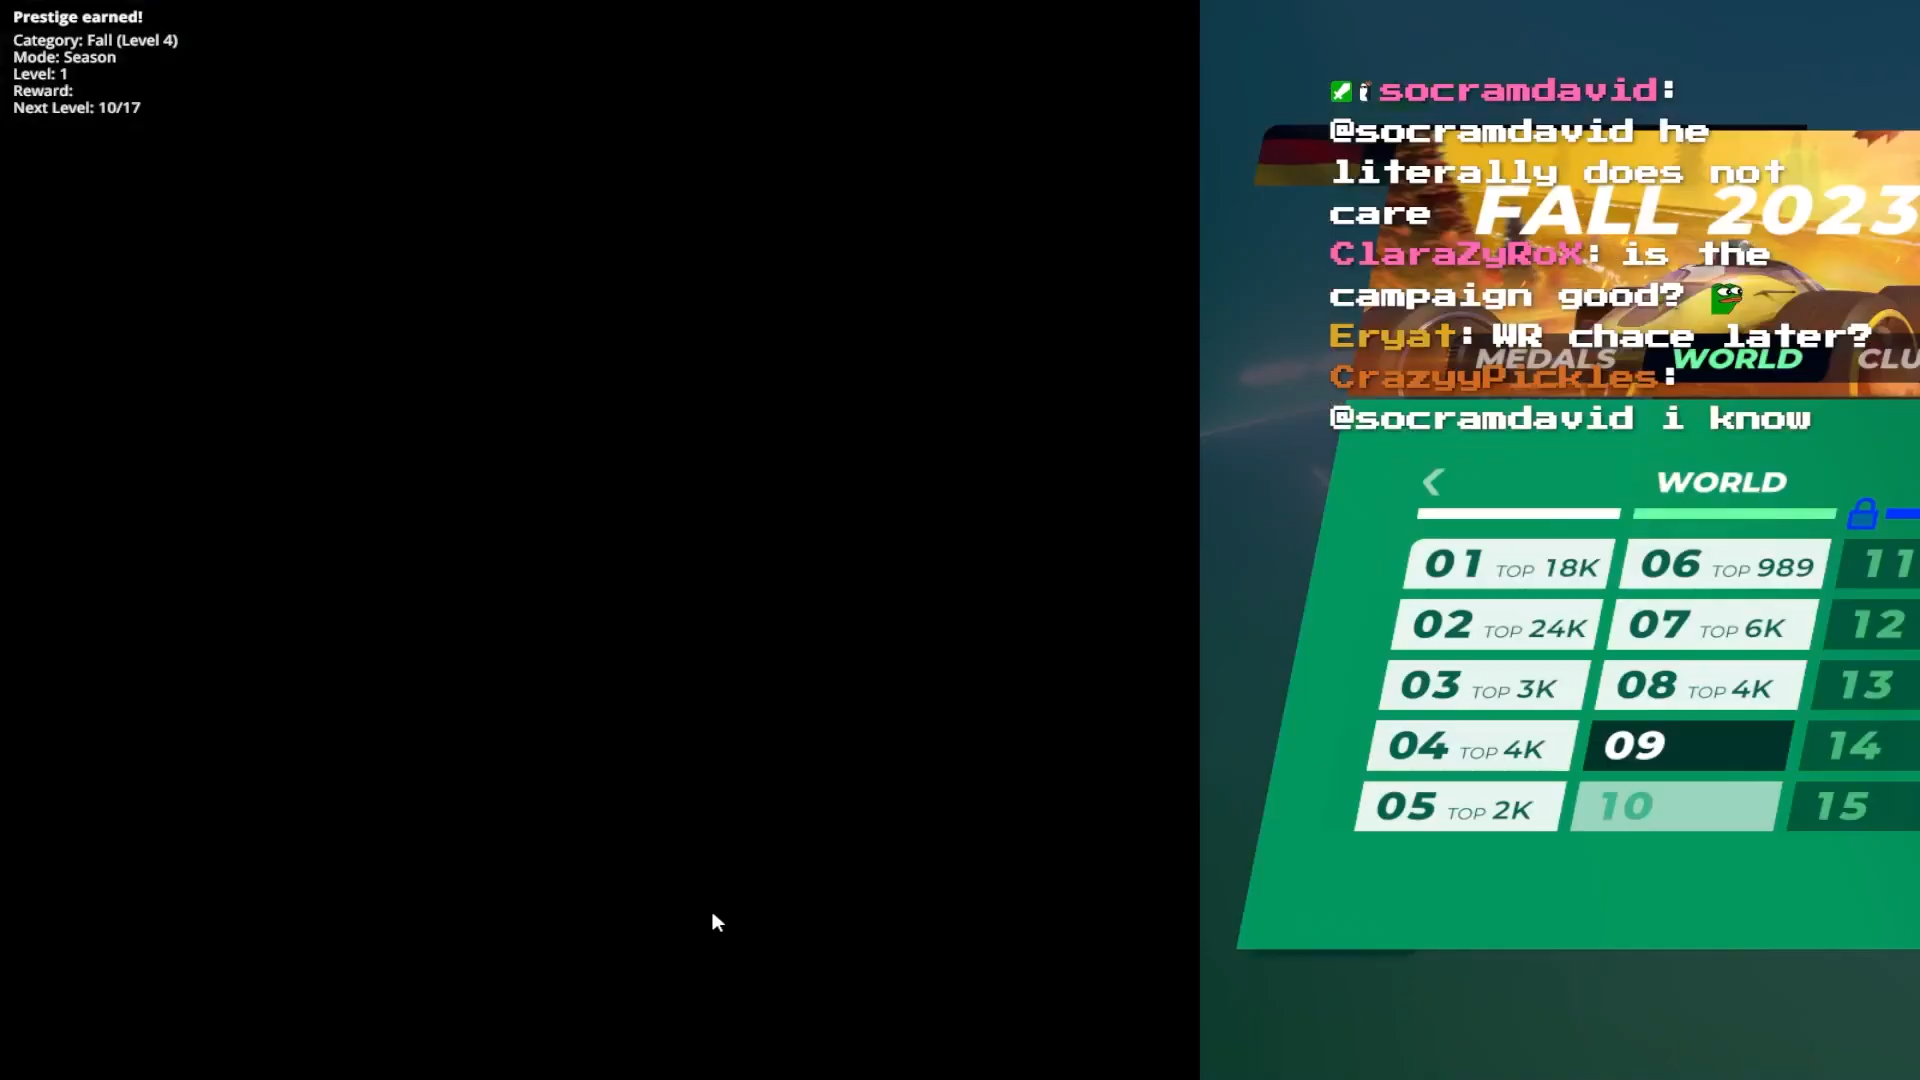 Prestige earned!
Category: Fall (Level 4)
Mode: Season
Level: 1
Reward:
Next Level: 10/17
socramdavid:
@socramdavid he
literally does not
care
FALL 2023
ClaraZyRoX: is the
campaign good?
Eryat: WR chace later?
MEDALS WORLD
CrazyyPickles:
@socramdavid i know
WORLD
01 TOP 18K 06 TOP 989 11
02 TOP 24K 07 TOP 6K 12
03 TOP 3K 08 TOP 4K 13
04 TOP 4K 09 14
05 TOP 2K 10 15